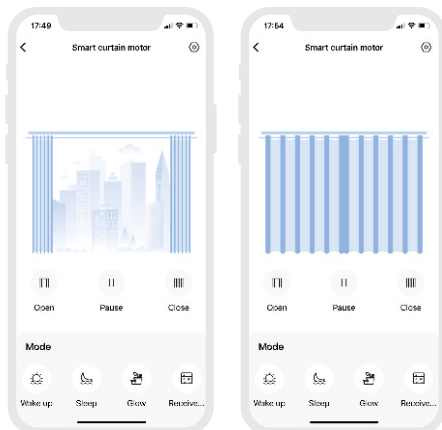 17:49
Smart curtain motor
Open Pause Close
Mode
Wake up Sleep Glow Receive...
17:54
Smart curtain motor
Open Pause Close
Mode
Wake up Sleep Glow Receive...